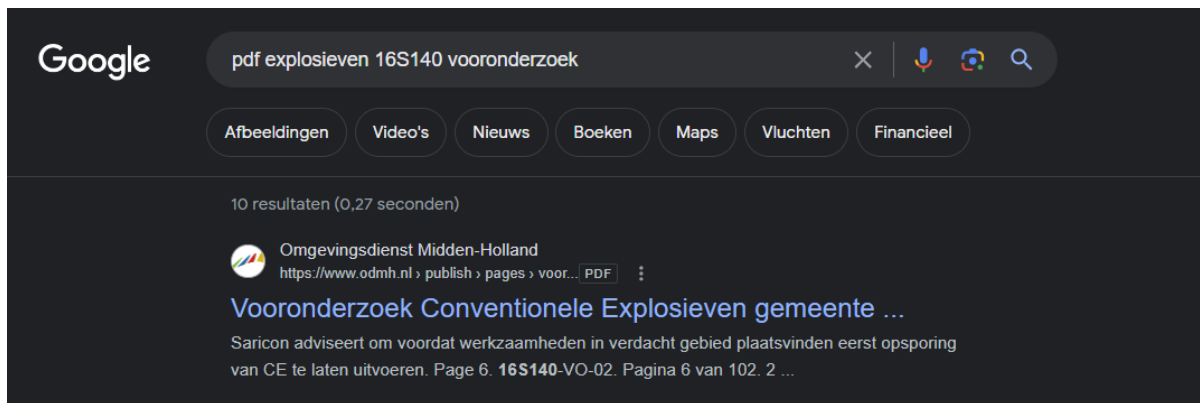 Google
pdf explosieven 16S140 vooronderzoek
Afbeeldingen Video's Nieuws Boeken Maps Vluchten Financieel
10 resultaten (0,27 seconden)
Omgevingsdienst Midden-Holland
https://www.odmh.nl › publish › pages › voor... PDF
Vooronderzoek Conventionele Explosieven gemeente ...
Saricon adviseert om voordat werkzaamheden in verdacht gebied plaatsvinden eerst opsporing
van CE te laten uitvoeren. Page 6. 16S140-VO-02. Pagina 6 van 102. 2 ...